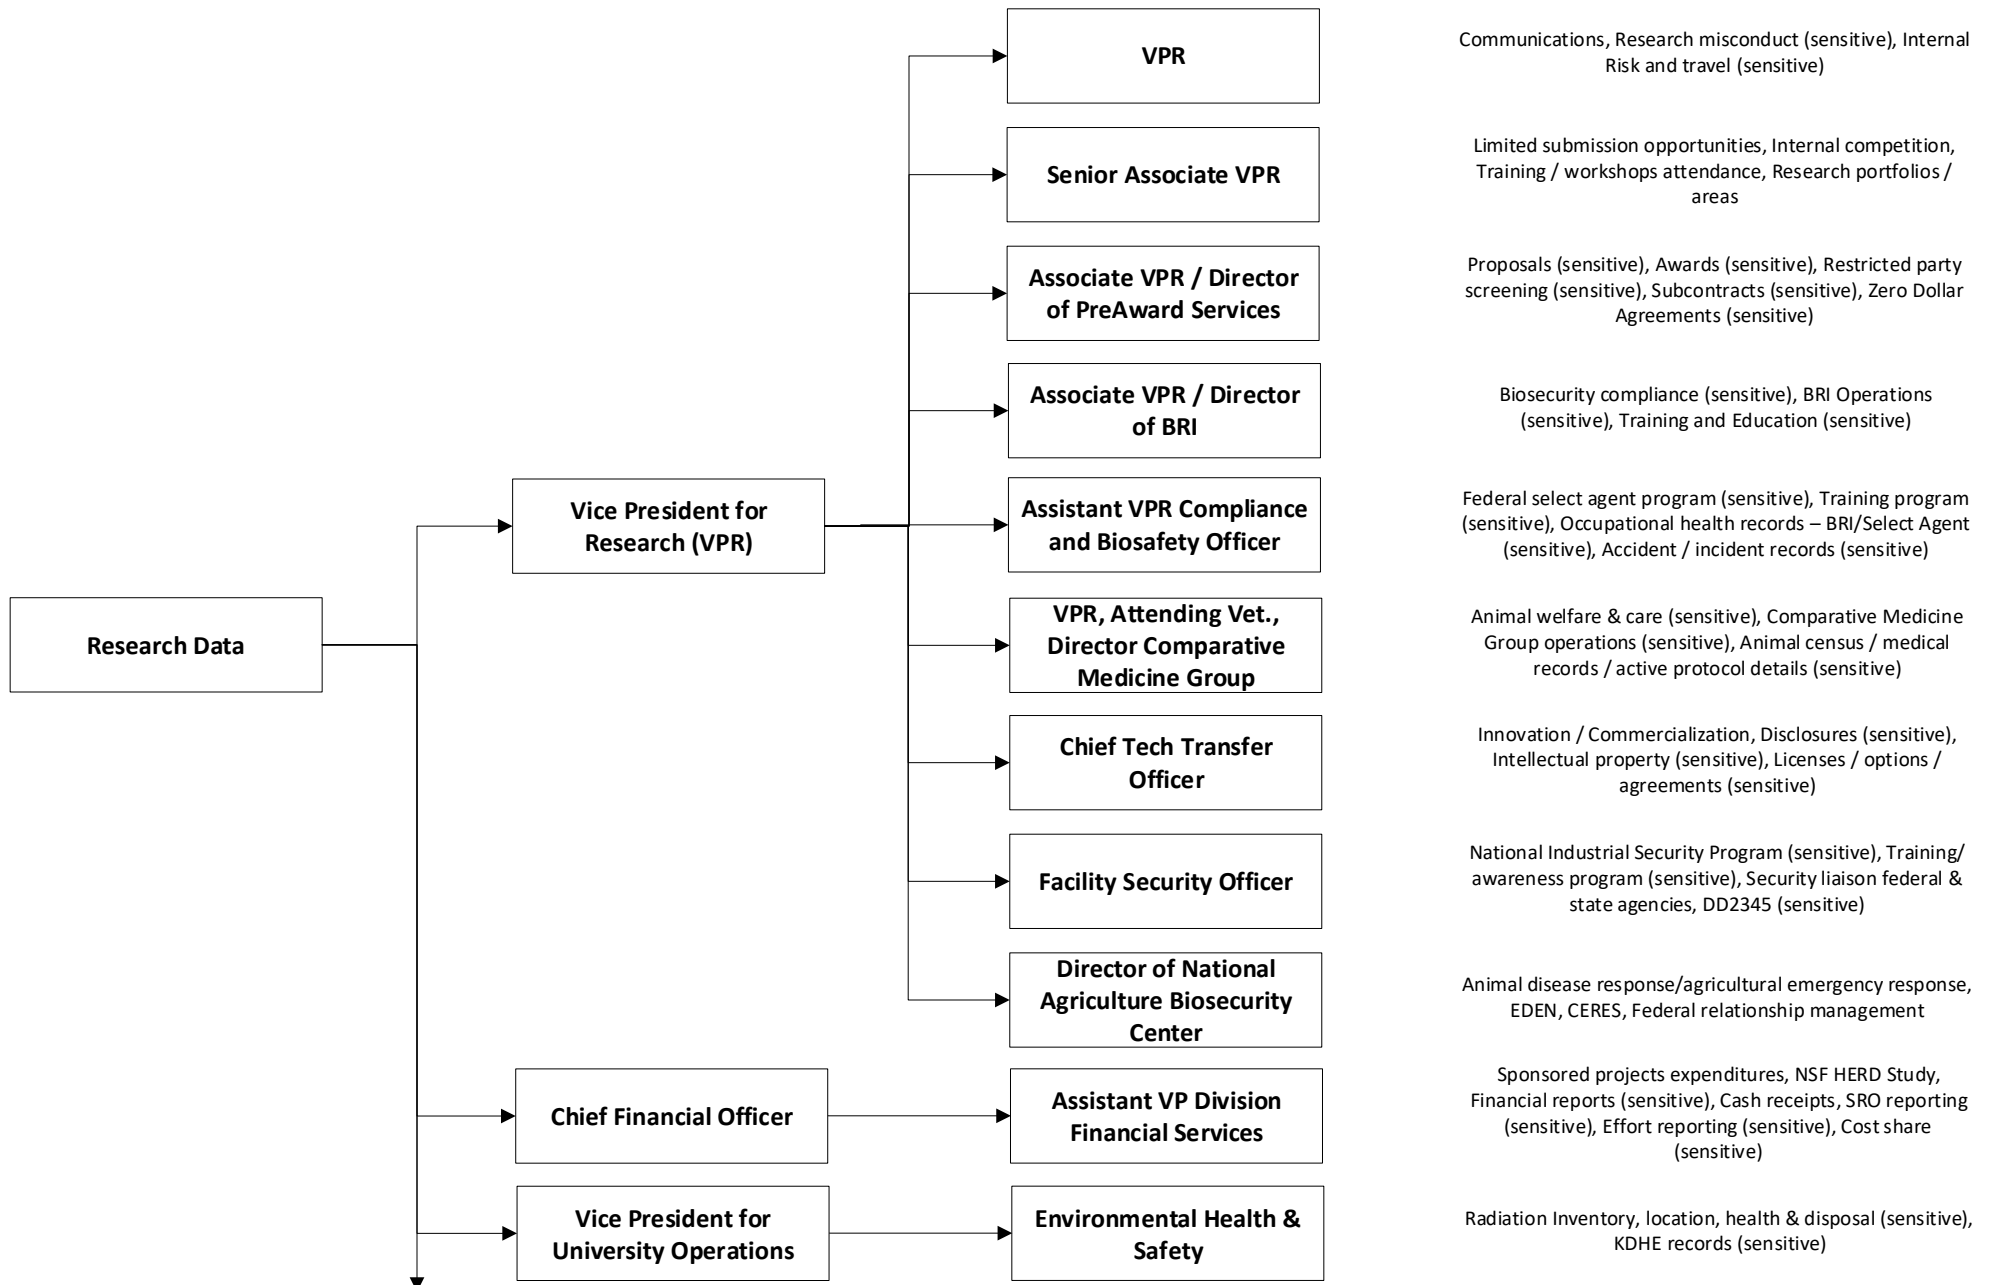 VPR
Communications, Research misconduct (sensitive), Internal
Risk and travel (sensitive)
Senior Associate VPR
Limited submission opportunities, Internal competition,
Training / workshops attendance, Research portfolios /
areas
Associate VPR / Director
of PreAward Services
Proposals (sensitive), Awards (sensitive), Restricted party
screening (sensitive), Subcontracts (sensitive), Zero Dollar
Agreements (sensitive)
Associate VPR / Director
of BRI
Biosecurity compliance (sensitive), BRI Operations
(sensitive), Training and Education (sensitive)
Vice President for
Research (VPR)
Assistant VPR Compliance
and Biosafety Officer
Federal select agent program (sensitive), Training program
(sensitive), Occupational health records – BRI/Select Agent
(sensitive), Accident / incident records (sensitive)
Research Data
VPR, Attending Vet.,
Director Comparative
Medicine Group
Animal welfare & care (sensitive), Comparative Medicine
Group operations (sensitive), Animal census / medical
records / active protocol details (sensitive)
Chief Tech Transfer
Officer
Innovation / Commercialization, Disclosures (sensitive),
Intellectual property (sensitive), Licenses / options /
agreements (sensitive)
Facility Security Officer
National Industrial Security Program (sensitive), Training/
awareness program (sensitive), Security liaison federal &
state agencies, DD2345 (sensitive)
Director of National
Agriculture Biosecurity
Center
Animal disease response/agricultural emergency response,
EDEN, CERES, Federal relationship management
Chief Financial Officer
Assistant VP Division
Financial Services
Sponsored projects expenditures, NSF HERD Study,
Financial reports (sensitive), Cash receipts, SRO reporting
(sensitive), Effort reporting (sensitive), Cost share
(sensitive)
Vice President for
University Operations
Environmental Health &
Safety
Radiation Inventory, location, health & disposal (sensitive),
KDHE records (sensitive)